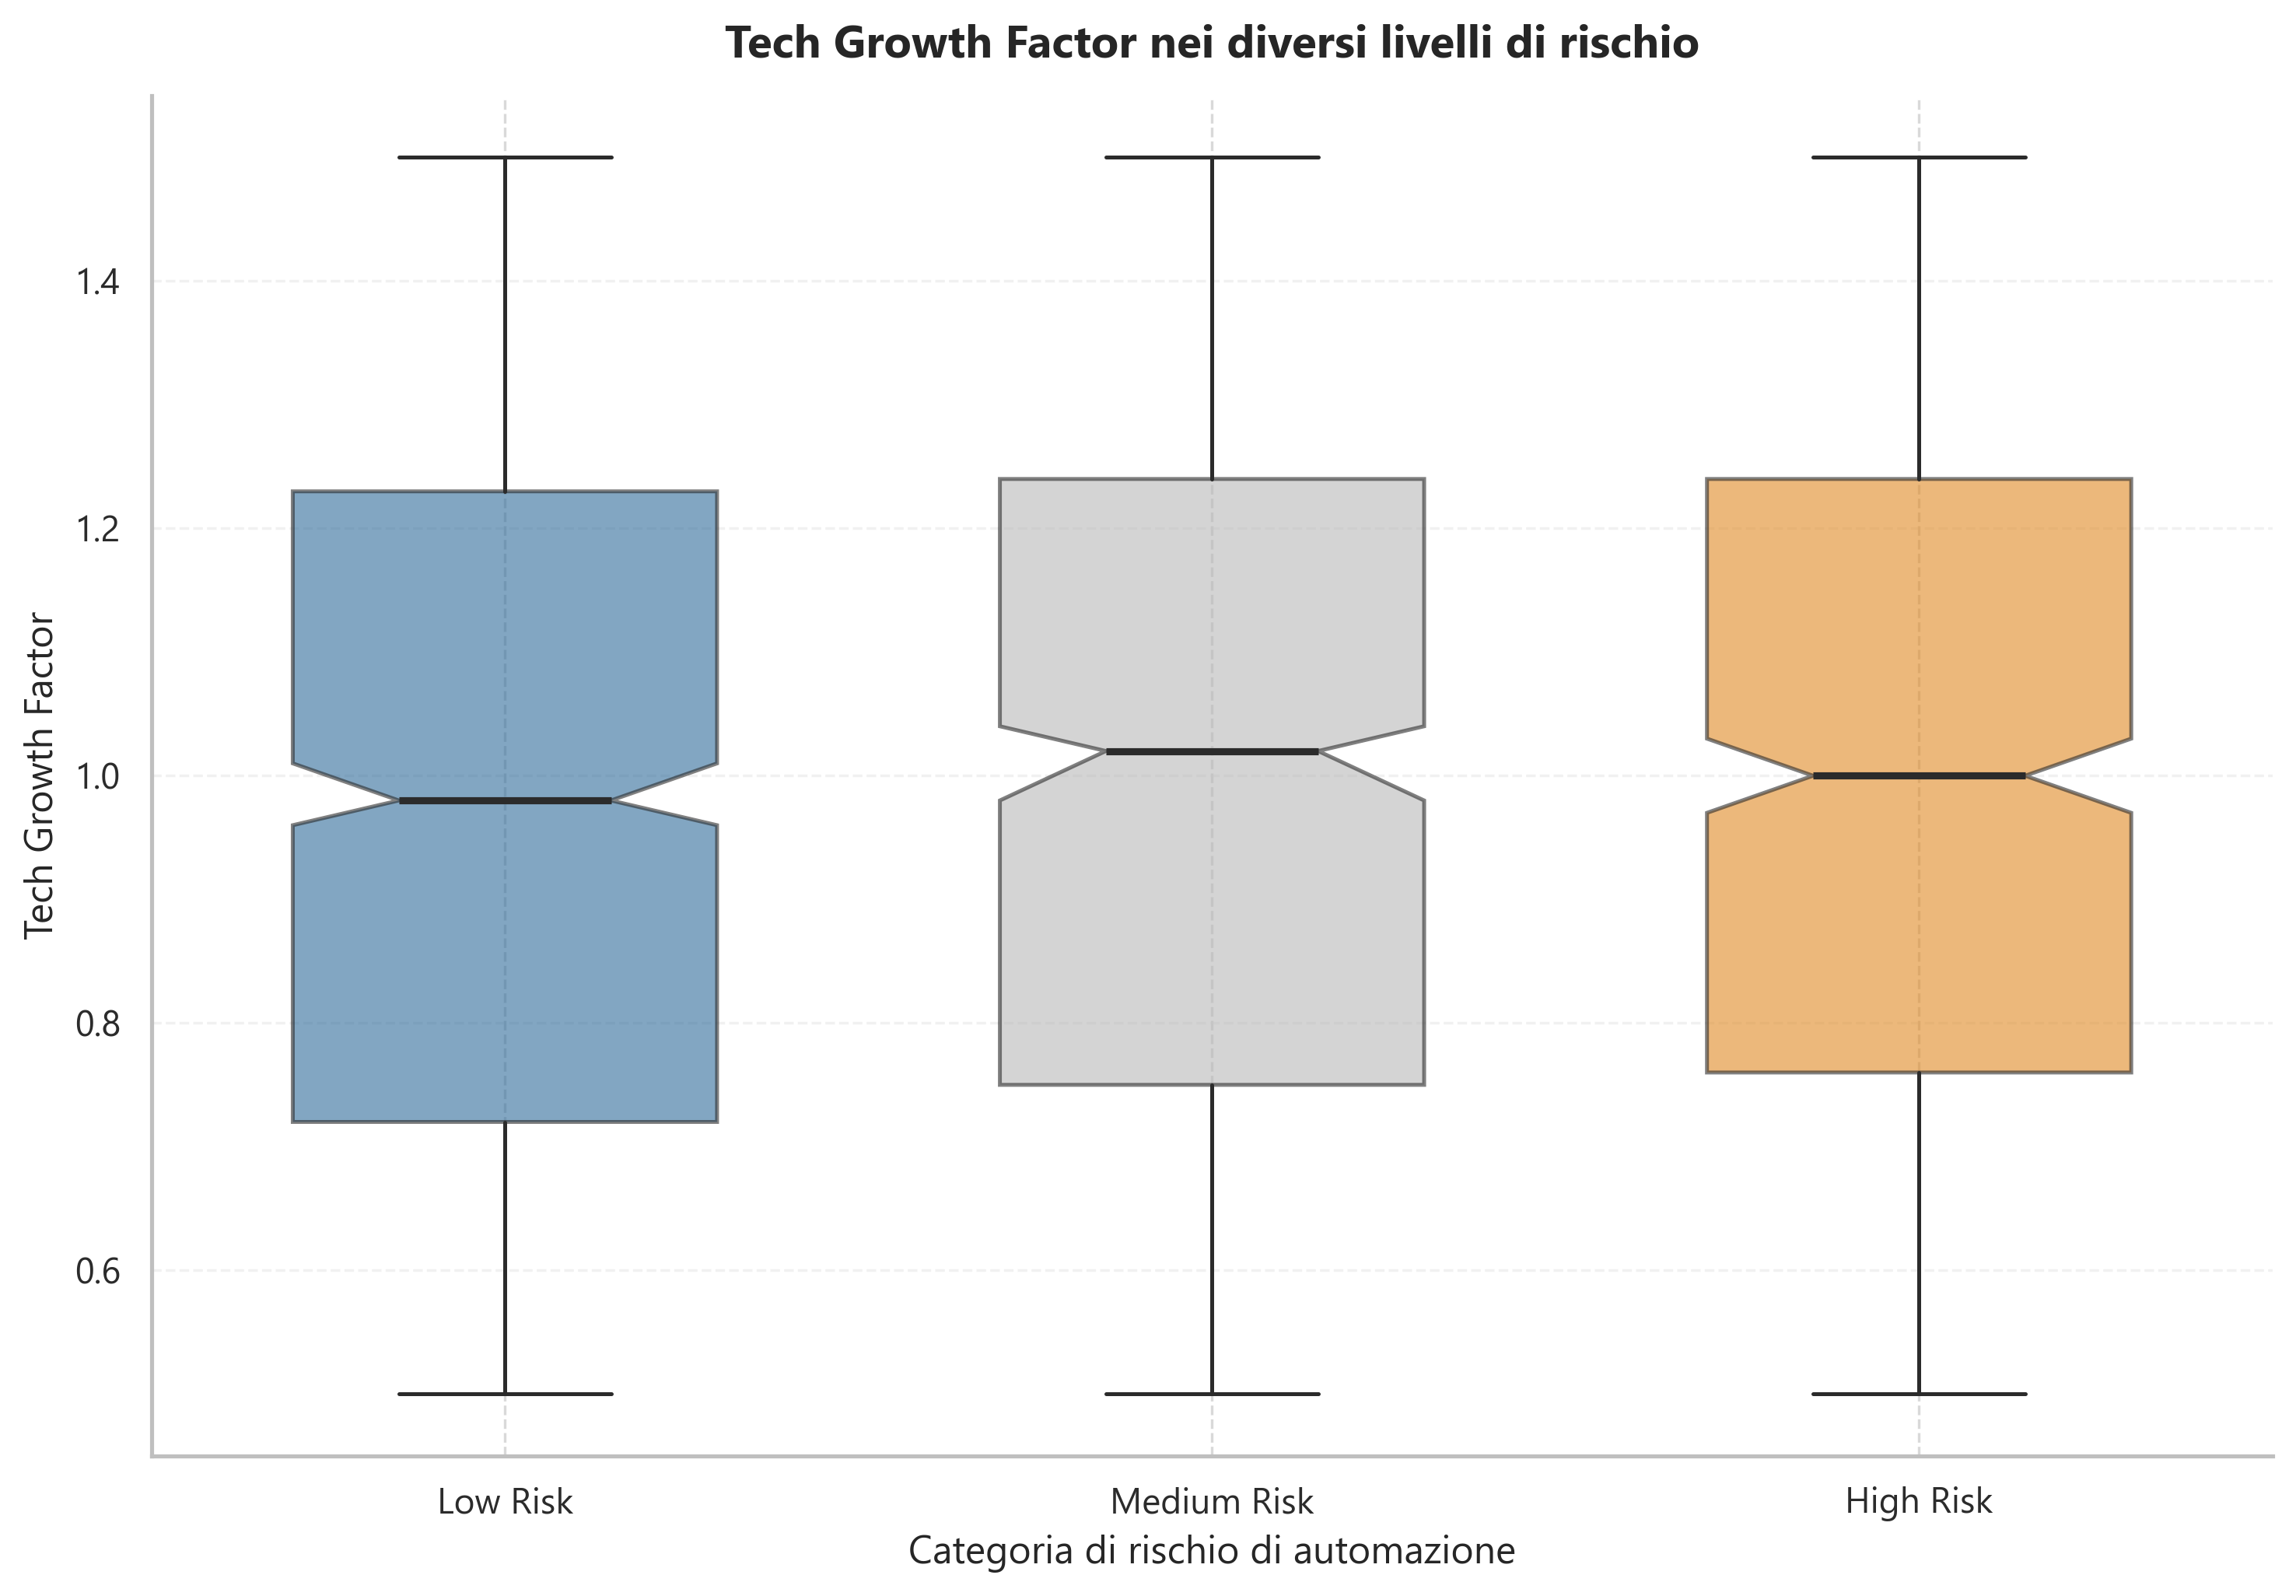 Tech Growth Factor nei diversi livelli di rischio
Tech Growth Factor
1.4
1.2
1.0
0.8
0.6
Low Risk
Medium Risk
High Risk
Categoria di rischio di automazione